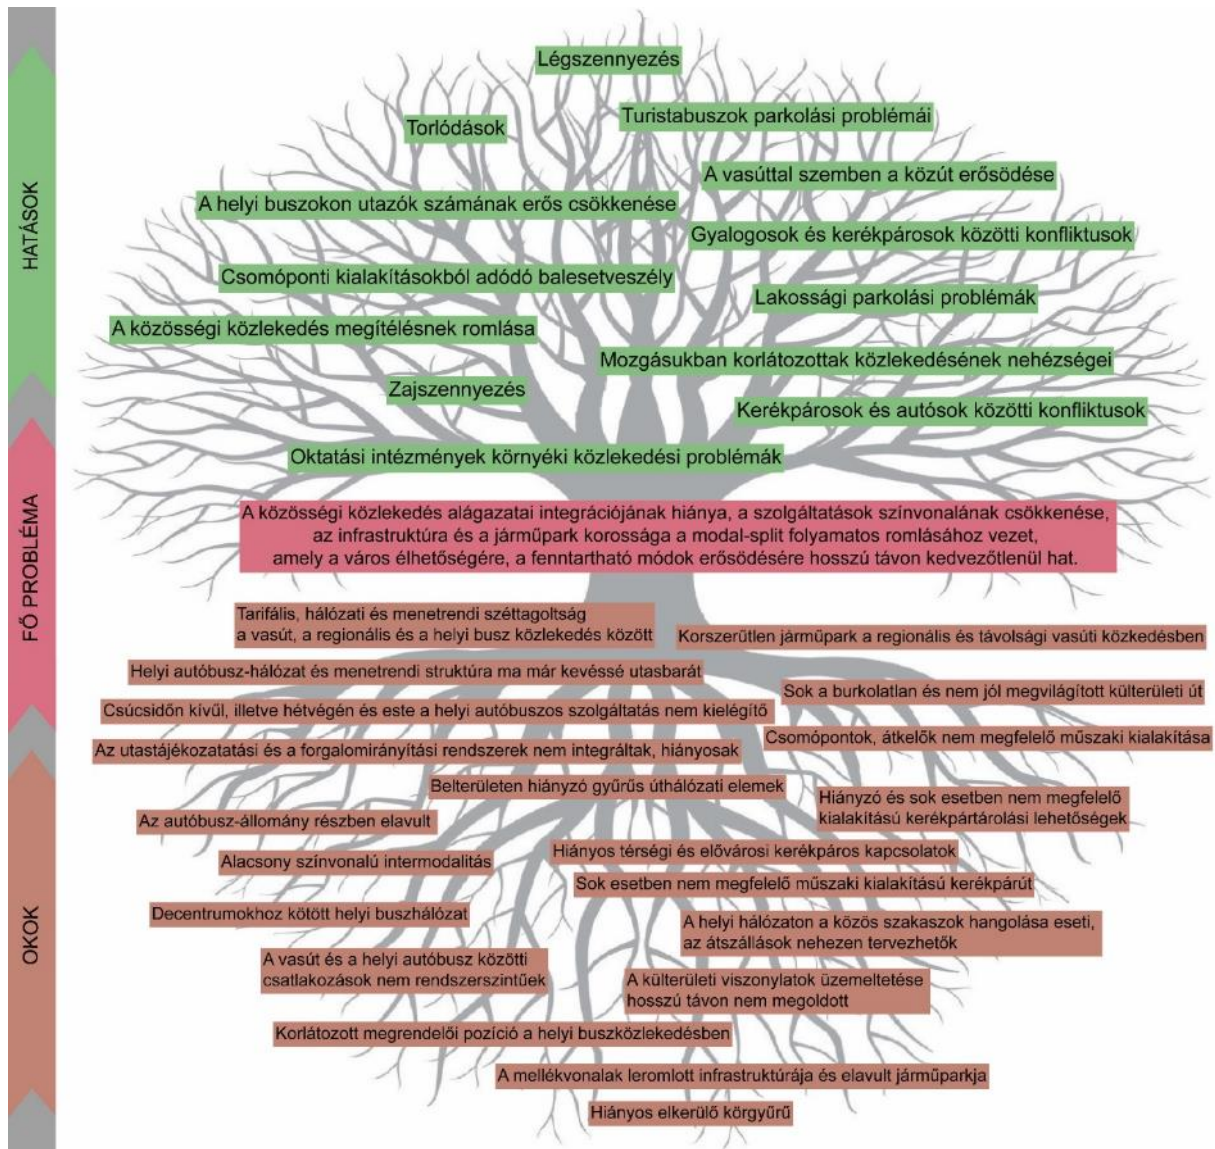 HATÁSOK
Légszennyezés
Turistabuszok parkolási problémái
Torlódások
A vasúttal szemben a közút erősödése
A helyi buszokon utazók számának erős csökkenése
Gyalogosok és kerékpárosok közötti konfliktusok
Csomóponti kialakításokból adódó balesetveszély
Lakossági parkolási problémák
A közösségi közlekedés megítélésnek romlása
Mozgásukban korlátozottak közlekedésének nehézségei
Zajszennyezés
Kerékpárosok és autósok közötti konfliktusok
Oktatási intézmények környéki közlekedési problémák
FŐ PROBLÉMA
A közösségi közlekedés alágazatai integrációjának hiánya, a szolgáltatások színvonalának csökkenése,
az infrastruktúra és a járműpark korossága a modal-split folyamatos romlásához vezet,
amely a város élhetőségére, a fenntartható módok erősödésére hosszú távon kedvezőtlenül hat.
OKOK
Tarifális, hálózati és menetrendi széttagoltság
a vasút, a regionális és a helyi busz közlekedés között
Korszerűtlen járműpark a regionális és távolsági vasúti közkedésben
Helyi autóbusz-hálózat és menetrendi struktúra ma már kevéssé utasbarát
Sok a burkolatlan és nem jól megvilágított külterületi út
Csúcsidőn kívűl, illetve hétvégén és este a helyi autóbuszos szolgáltatás nem kielégítő
Csomópontok, átkelők nem megfelelő műszaki kialakítása
Az utastájékozatatási és a forgalomirányítási rendszerek nem integráltak, hiányosak
Belterületen hiányzó gyűrűs úthálózati elemek
Hiányzó és sok esetben nem megfelelő
kialakítású kerékpártárolási lehetőségek
Az autóbusz-állomány részben elavult
Hiányos térségi és elővárosi kerékpáros kapcsolatok
Alacsony színvonalú intermodalitás
Sok esetben nem megfelelő műszaki kialakítású kerékpárút
Decentrumokhoz kötött helyi buszhálózat
A helyi hálózaton a közös szakaszok hangolása eseti,
az átszállások nehezen tervezhetők
A vasút és a helyi autóbusz közötti
csatlakozások nem rendszerszintűek
A külterületi viszonylatok üzemeltetése
hosszú távon nem megoldott
Korlátozott megrendelői pozíció a helyi buszközlekedésben
A mellékvonalak leromlott infrastruktúrája és elavult járműparkja
Hiányos elkerülő körgyűrű